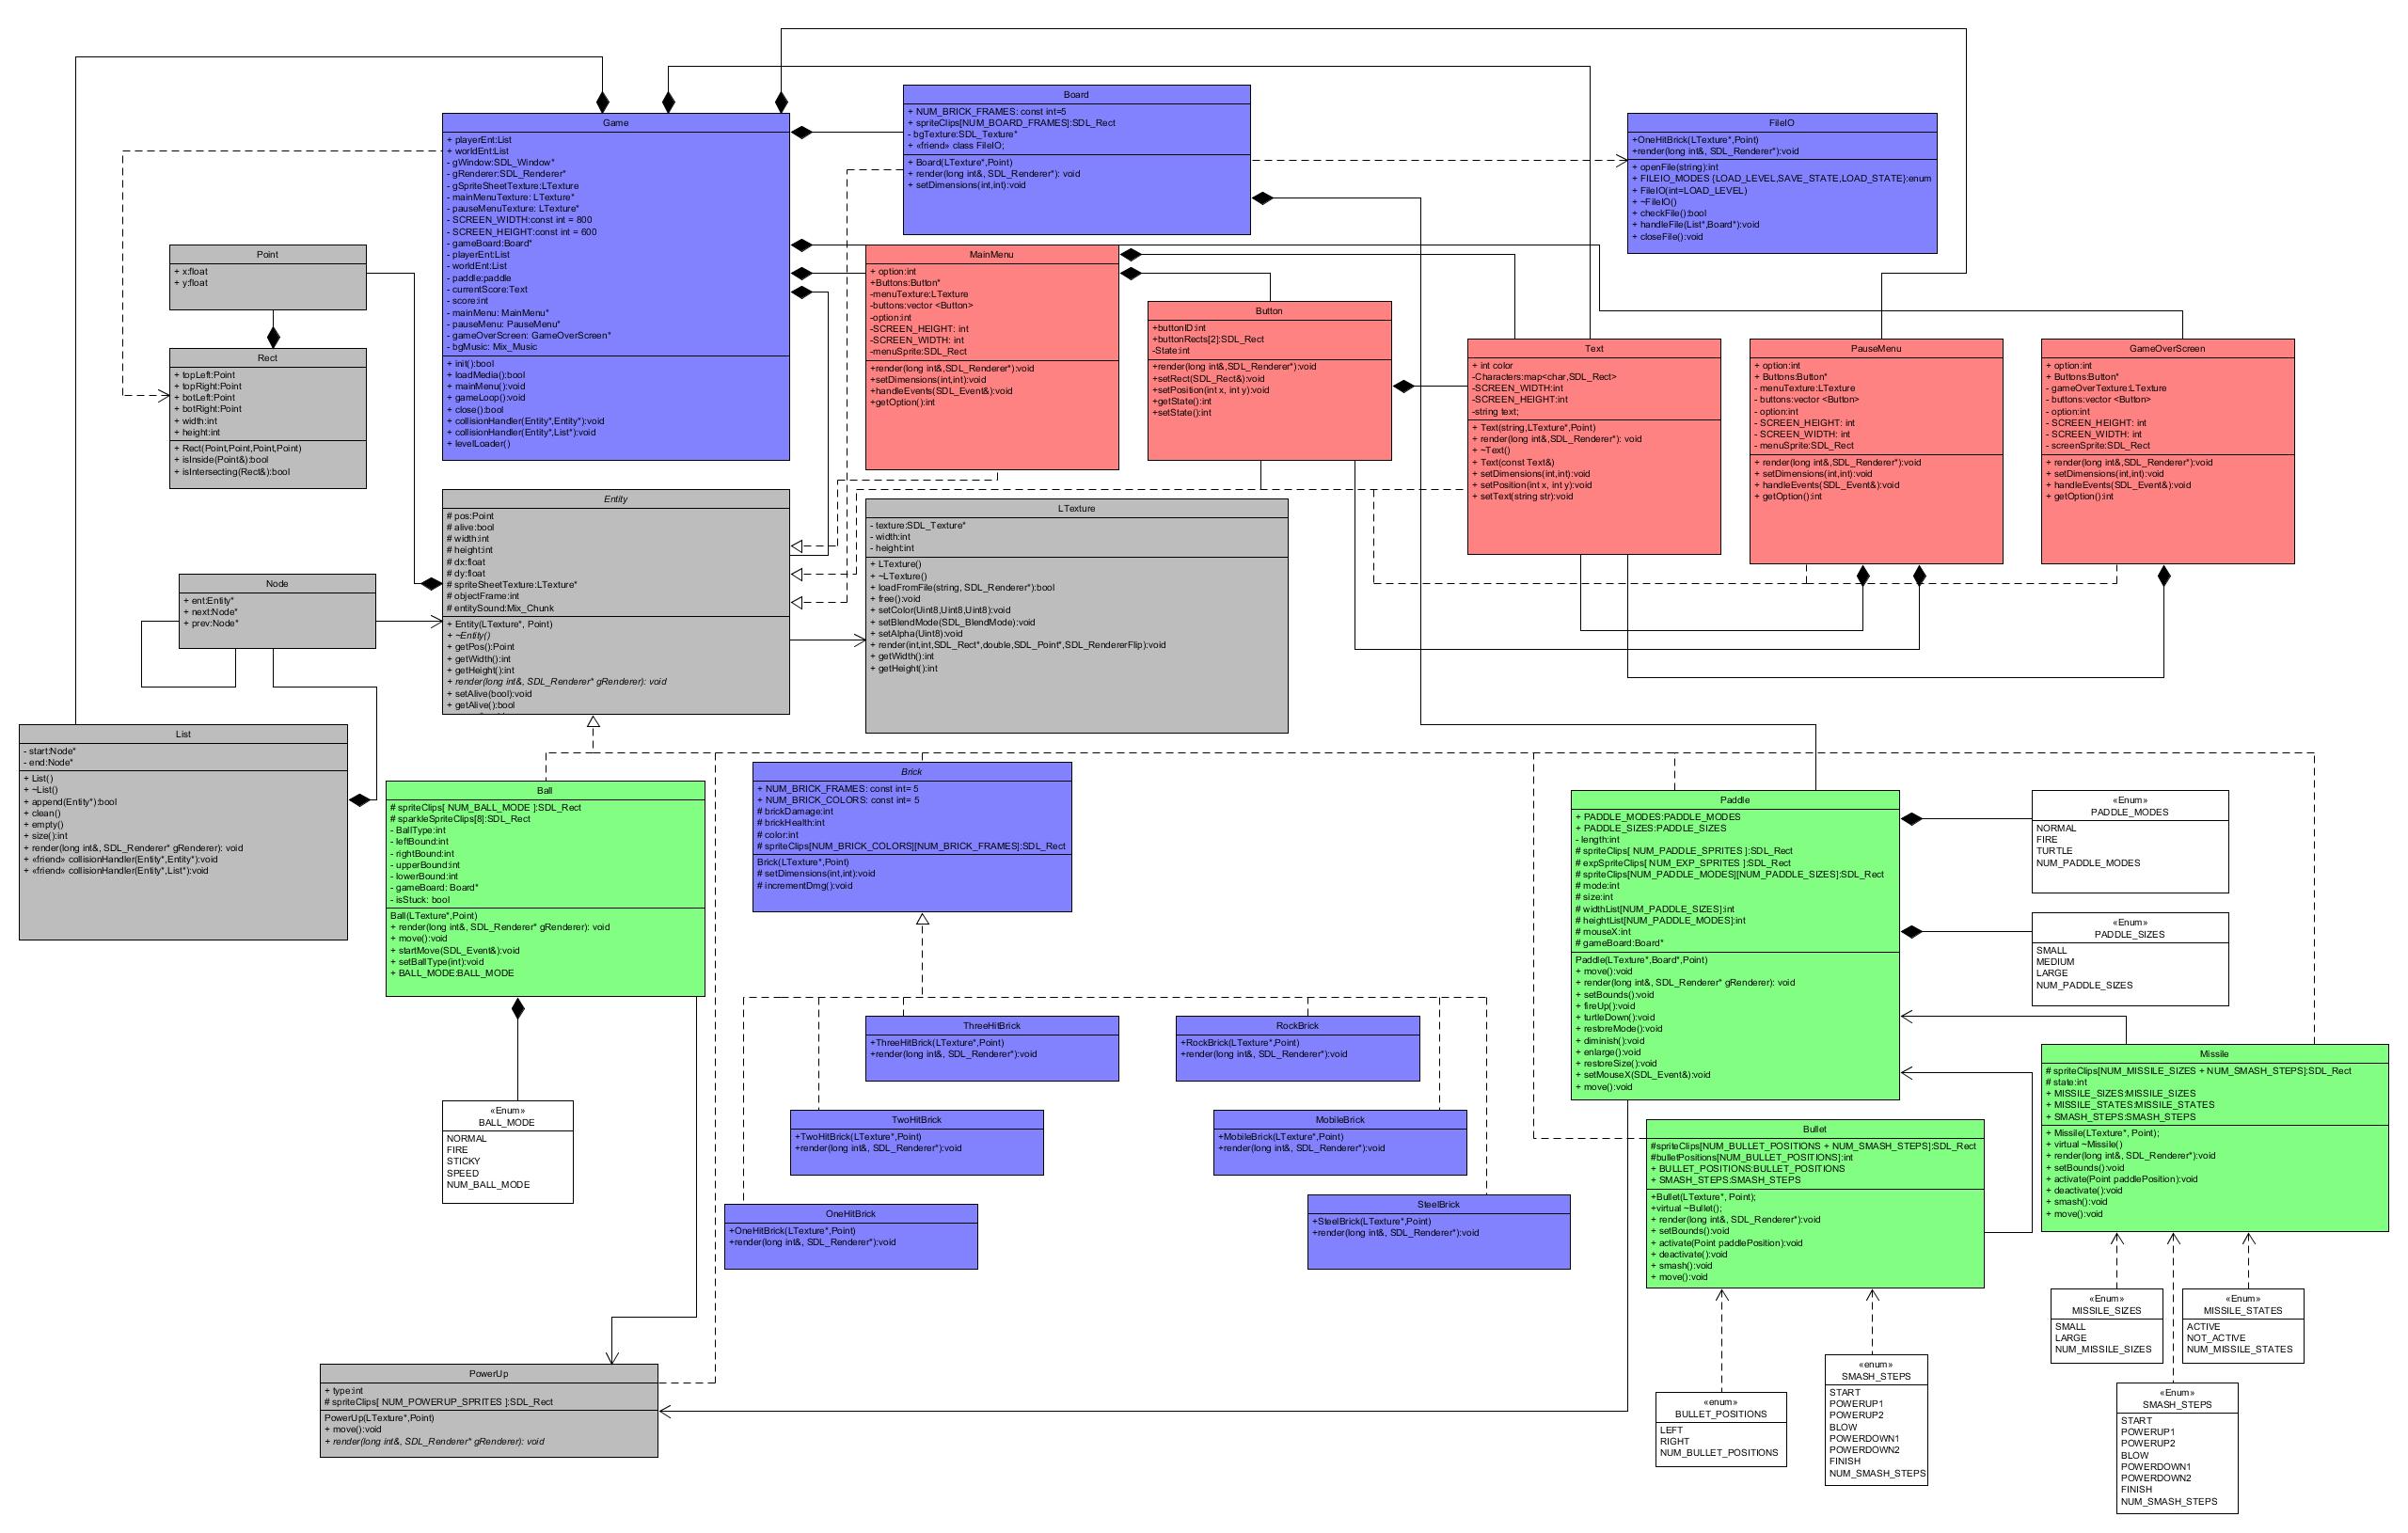 Game
+ playerEnt:List
+ worldEnt:List
- gWindow:SDL_Window*
- gRenderer:SDL_Renderer*
- gSpriteSheetTexture:LTexture
- mainMenuTexture: LTexture*
- pauseMenuTexture: LTexture*
- SCREEN_WIDTH:const int = 800
- SCREEN_HEIGHT:const int = 600
- gameBoard:Board*
- playerEnt:List
- worldEnt:List
- paddle:paddle
- currentScore:Text
- score:int
- mainMenu: MainMenu*
- pauseMenu: PauseMenu*
- gameOverScreen: GameOverScreen*
- bgMusic: Mix_Music
+ init():bool
+ loadMedia():bool
+ mainMenu():void
+ gameLoop():void
+ close():bool
+ collisionHandler(Entity*,Entity*):void
+ collisionHandler(Entity*,List*):void
+ levelLoader()
Board
+ NUM_BRICK_FRAMES: const int=5
+ spriteClips[NUM_BOARD_FRAMES]:SDL_Rect
- bgTexture:SDL_Texture*
+ «friend» class FileIO;
+ Board(LTexture*,Point)
+ render(long int&, SDL_Renderer*): void
+ setDimensions(int,int):void
FileIO
+OneHitBrick(LTexture*,Point)
+render(long int&, SDL_Renderer*):void
+ openFile(string):int
+ FILEIO_MODES {LOAD_LEVEL,SAVE_STATE,LOAD_STATE}:enum
+ FileIO(int=LOAD_LEVEL)
+ ~FileIO()
+ checkFile():bool
+ handleFile(List*,Board*):void
+ closeFile():void
Point
+ x:float
+ y:float
Rect
+ topLeft:Point
+ topRight:Point
+ botLeft:Point
+ botRight:Point
+ width:int
+ height:int
+ Rect(Point,Point,Point,Point)
+ isInside(Point&):bool
+ isIntersecting(Rect&):bool
MainMenu
+ option:int
+Buttons:Button*
-menuTexture:LTexture
-buttons:vector <Button>
-option:int
-SCREEN_HEIGHT: int
-SCREEN_WIDTH: int
-menuSprite:SDL_Rect
+render(long int&,SDL_Renderer*):void
+setDimensions(int,int):void
+handleEvents(SDL_Event&):void
+getOption():int
Button
+buttonID:int
+buttonRects[2]:SDL_Rect
-State:int
+render(long int&,SDL_Renderer*):void
+setRect(SDL_Rect&):void
+setPosition(int x, int y):void
+getState():int
+setState():int
Text
+ int color
-Characters:map<char,SDL_Rect>
-SCREEN_WIDTH:int
-SCREEN_HEIGHT:int
-string text;
+ Text(string,LTexture*,Point)
+ render(long int&,SDL_Renderer*): void
+ ~Text()
+ Text(const Text&)
+ setDimensions(int,int):void
+ setPosition(int x, int y):void
+ setText(string str):void
PauseMenu
+ option:int
+ Buttons:Button*
- menuTexture:LTexture
- buttons:vector <Button>
- option:int
- SCREEN_HEIGHT: int
- SCREEN_WIDTH: int
- menuSprite:SDL_Rect
+ render(long int&,SDL_Renderer*):void
+ setDimensions(int,int):void
+ handleEvents(SDL_Event&):void
+ getOption():int
GameOverScreen
+ option:int
+ Buttons:Button*
- gameOverTexture:LTexture
- buttons:vector <Button>
- option:int
- SCREEN_HEIGHT: int
- SCREEN_WIDTH: int
- screenSprite:SDL_Rect
+ render(long int&,SDL_Renderer*):void
+ setDimensions(int,int):void
+ handleEvents(SDL_Event&):void
+ getOption():int
Entity
# pos:Point
# alive:bool
# width:int
# height:int
# dx:float
# dy:float
# spriteSheetTexture:LTexture*
# objectFrame:int
# entitySound:Mix_Chunk
+ Entity(LTexture*, Point)
+ ~Entity()
+ getPos():Point
+ getWidth():int
+ getHeight():int
+ render(long int&, SDL_Renderer* gRenderer): void
+ setAlive(bool):void
+ getAlive():bool
LTexture
- texture:SDL_Texture*
- width:int
- height:int
+ LTexture()
+ ~LTexture()
+ loadFromFile(string, SDL_Renderer*):bool
+ free():void
+ setColor(Uint8,Uint8,Uint8):void
+ setBlendMode(SDL_BlendMode):void
+ setAlpha(Uint8):void
+ render(int,int,SDL_Rect*,double,SDL_Point*,SDL_RendererFlip):void
+ getWidth():int
+ getHeight():int
Node
+ ent:Entity*
+ next:Node*
+ prev:Node*
List
- start:Node*
- end:Node*
+ List()
+ ~List()
+ append(Entity*):bool
+ clean()
+ empty()
+ size():int
+ render(long int&, SDL_Renderer* gRenderer): void
+ «friend» collisionHandler(Entity*,Entity*):void
+ «friend» collisionHandler(Entity*,List*):void
Ball
# spriteClips[ NUM_BALL_MODE ]:SDL_Rect
# sparkleSpriteClips[8]:SDL_Rect
- BallType:int
- leftBound:int
- rightBound:int
- upperBound:int
- lowerBound:int
- gameBoard: Board*
- isStuck: bool
Ball(LTexture*,Point)
+ render(long int&, SDL_Renderer* gRenderer): void
+ move():void
+ startMove(SDL_Event&):void
+ setBallType(int):void
+ BALL_MODE:BALL_MODE
Brick
+ NUM_BRICK_FRAMES: const int= 5
+ NUM_BRICK_COLORS: const int= 5
# brickDamage:int
# brickHealth:int
# color:int
# spriteClips[NUM_BRICK_COLORS][NUM_BRICK_FRAMES]:SDL_Rect
Brick(LTexture*,Point)
# setDimensions(int,int):void
# incrementDmg():void
Paddle
+ PADDLE_MODES:PADDLE_MODES
+ PADDLE_SIZES:PADDLE_SIZES
- length:int
# spriteClips[ NUM_PADDLE_SPRITES ]:SDL_Rect
# expSpriteClips[ NUM_EXP_SPRITES ]:SDL_Rect
# spriteClips[NUM_PADDLE_MODES][NUM_PADDLE_SIZES]:SDL_Rect
# mode:int
# size:int
# widthList[NUM_PADDLE_SIZES]:int
# heightList[NUM_PADDLE_MODES]:int
# mouseX:int
# gameBoard:Board*
Paddle(LTexture*,Board*,Point)
+ move():void
+ render(long int&, SDL_Renderer* gRenderer): void
+ setBounds():void
+ fireUp():void
+ turtleDown():void
+ restoreMode():void
+ diminish():void
+ enlarge():void
+ restoreSize():void
+ setMouseX(SDL_Event&):void
+ move():void
«Enum»
PADDLE_MODES
NORMAL
FIRE
TURTLE
NUM_PADDLE_MODES
«Enum»
PADDLE_SIZES
SMALL
MEDIUM
LARGE
NUM_PADDLE_SIZES
ThreeHitBrick
+ThreeHitBrick(LTexture*,Point)
+render(long int&, SDL_Renderer*):void
RockBrick
+RockBrick(LTexture*,Point)
+render(long int&, SDL_Renderer*):void
TwoHitBrick
+TwoHitBrick(LTexture*,Point)
+render(long int&, SDL_Renderer*):void
MobileBrick
+MobileBrick(LTexture*,Point)
+render(long int&, SDL_Renderer*):void
OneHitBrick
+OneHitBrick(LTexture*,Point)
+render(long int&, SDL_Renderer*):void
SteelBrick
+SteelBrick(LTexture*,Point)
+render(long int&, SDL_Renderer*):void
«Enum»
BALL_MODE
NORMAL
FIRE
STICKY
SPEED
NUM_BALL_MODE
Missile
# spriteClips[NUM_MISSILE_SIZES + NUM_SMASH_STEPS]:SDL_Rect
# state:int
+ MISSILE_SIZES:MISSILE_SIZES
+ MISSILE_STATES:MISSILE_STATES
+ SMASH_STEPS:SMASH_STEPS
+ Missile(LTexture*, Point);
+ virtual ~Missile()
+ render(long int&, SDL_Renderer*):void
+ setBounds():void
+ activate(Point paddlePosition):void
+ deactivate():void
+ smash():void
+ move():void
Bullet
#spriteClips[NUM_BULLET_POSITIONS + NUM_SMASH_STEPS]:SDL_Rect
#bulletPositions[NUM_BULLET_POSITIONS]:int
+ BULLET_POSITIONS:BULLET_POSITIONS
+ SMASH_STEPS:SMASH_STEPS
+Bullet(LTexture*, Point);
+virtual ~Bullet();
+ render(long int&, SDL_Renderer*):void
+ setBounds():void
+ activate(Point paddlePosition):void
+ deactivate():void
+ smash():void
+ move():void
«Enum»
MISSILE_SIZES
SMALL
LARGE
NUM_MISSILE_SIZES
«Enum»
MISSILE_STATES
ACTIVE
NOT_ACTIVE
NUM_MISSILE_STATES
PowerUp
+ type:int
# spriteClips[ NUM_POWERUP_SPRITES ]:SDL_Rect
PowerUp(LTexture*,Point)
+ move():void
+ render(long int&, SDL_Renderer* gRenderer): void
«enum»
BULLET_POSITIONS
LEFT
RIGHT
NUM_BULLET_POSITIONS
«enum»
SMASH_STEPS
START
POWERUP1
POWERUP2
BLOW
POWERDOWN1
POWERDOWN2
FINISH
NUM_SMASH_STEPS
«Enum»
SMASH_STEPS
START
POWERUP1
POWERUP2
BLOW
POWERDOWN1
POWERDOWN2
FINISH
NUM_SMASH_STEPS